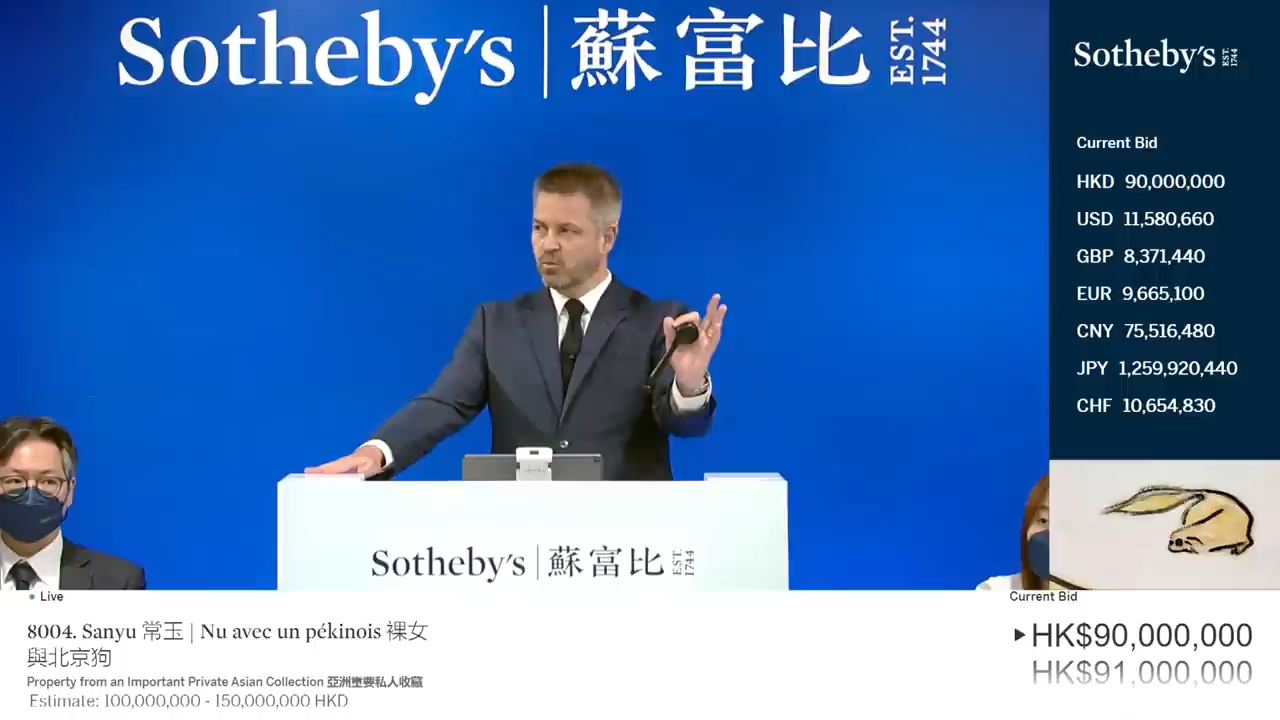 Sotheby's | 蘇富比 EST. 1744
Sotheby's EST. 1744
Current Bid
HKD 90,000,000
USD 11,580,660
GBP 8,371,440
EUR 9,665,100
CNY 75,516,480
JPY 1,259,920,440
CHF 10,654,830
Sotheby's | 蘇富比 EST. 1744
Live
Current Bid
8004. Sanyu 常玉 | Nu avec un pékinois 裸女
與北京狗
Property from an Important Private Asian Collection 亞洲重要私人收藏
Estimate: 100,000,000 - 150,000,000 HKD
HK$90,000,000
HK$91,000,000